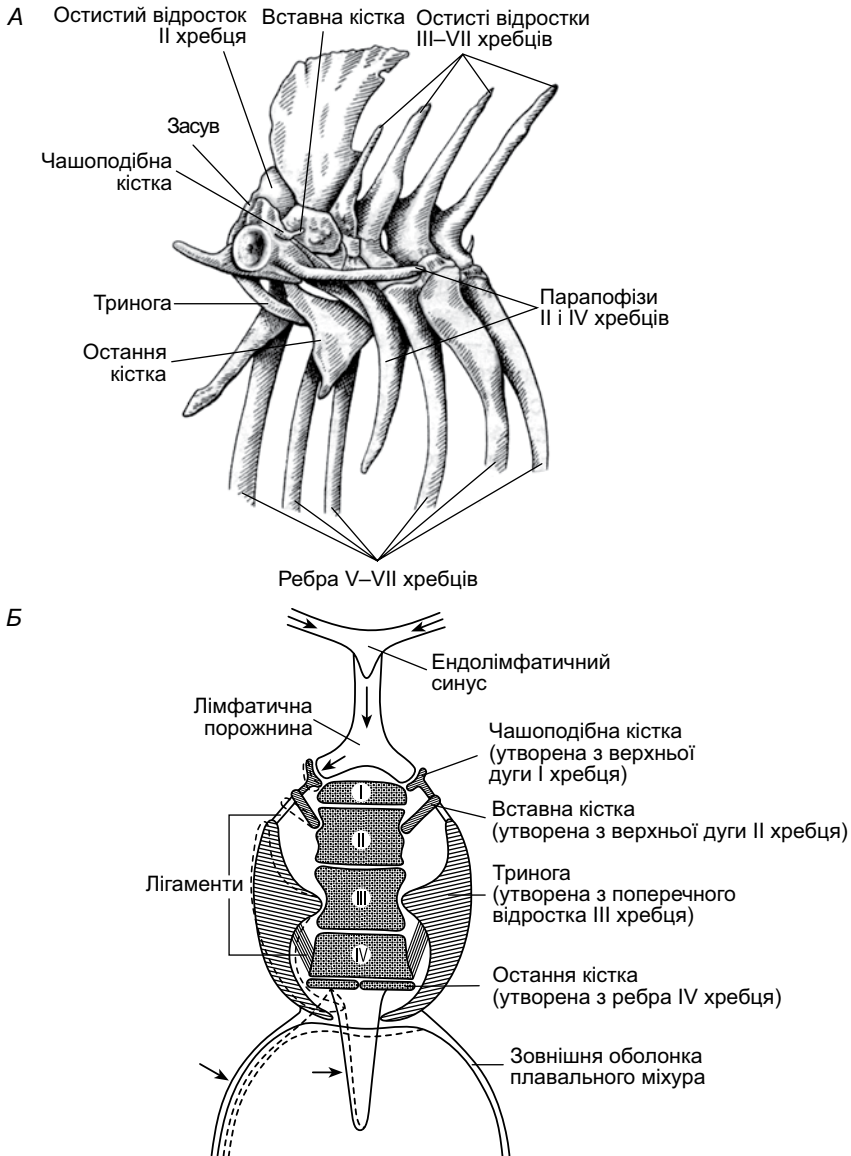 А
Остистий відросток
II хребця
Вставна кістка
Остисті відростки
III–VII хребців
Засув
Чашоподібна
кістка
Тринога
Остання
кістка
Парапофізи
II і IV хребців
Ребра V–VII хребців
Б
Ендолімфатичний
синус
Лімфатична
порожнина
Чашоподібна кістка
(утворена з верхньої
дуги I хребця)
Вставна кістка
(утворена з верхньої дуги II хребця)
Лігаменти
Тринога
(утворена з поперечного
відростка III хребця)
Остання кістка
(утворена з ребра IV хребця)
Зовнішня оболонка
плавального міхура
I
II
III
IV